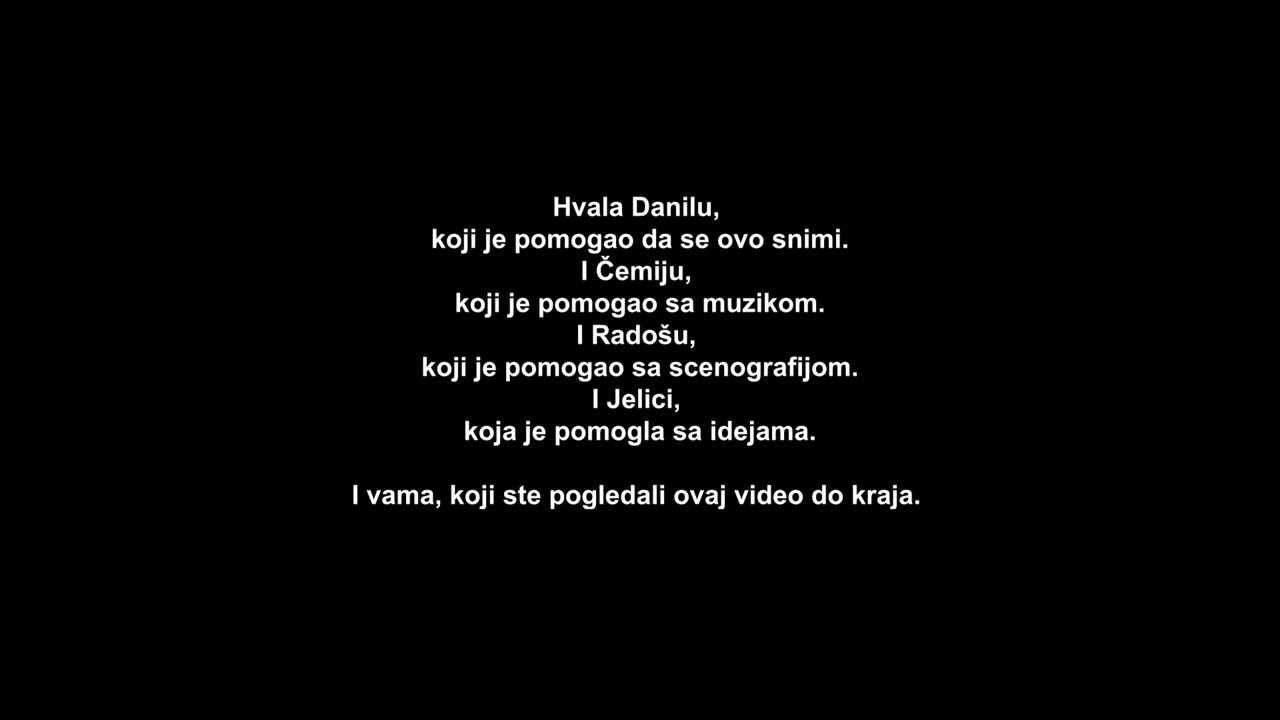 Hvala Danilu,
koji je pomogao da se ovo snimi.
I Čemiju,
koji je pomogao sa muzikom.
I Radošu,
koji je pomogao sa scenografijom.
I Jelici,
koja je pomogla sa idejama.
I vama, koji ste pogledali ovaj video do kraja.